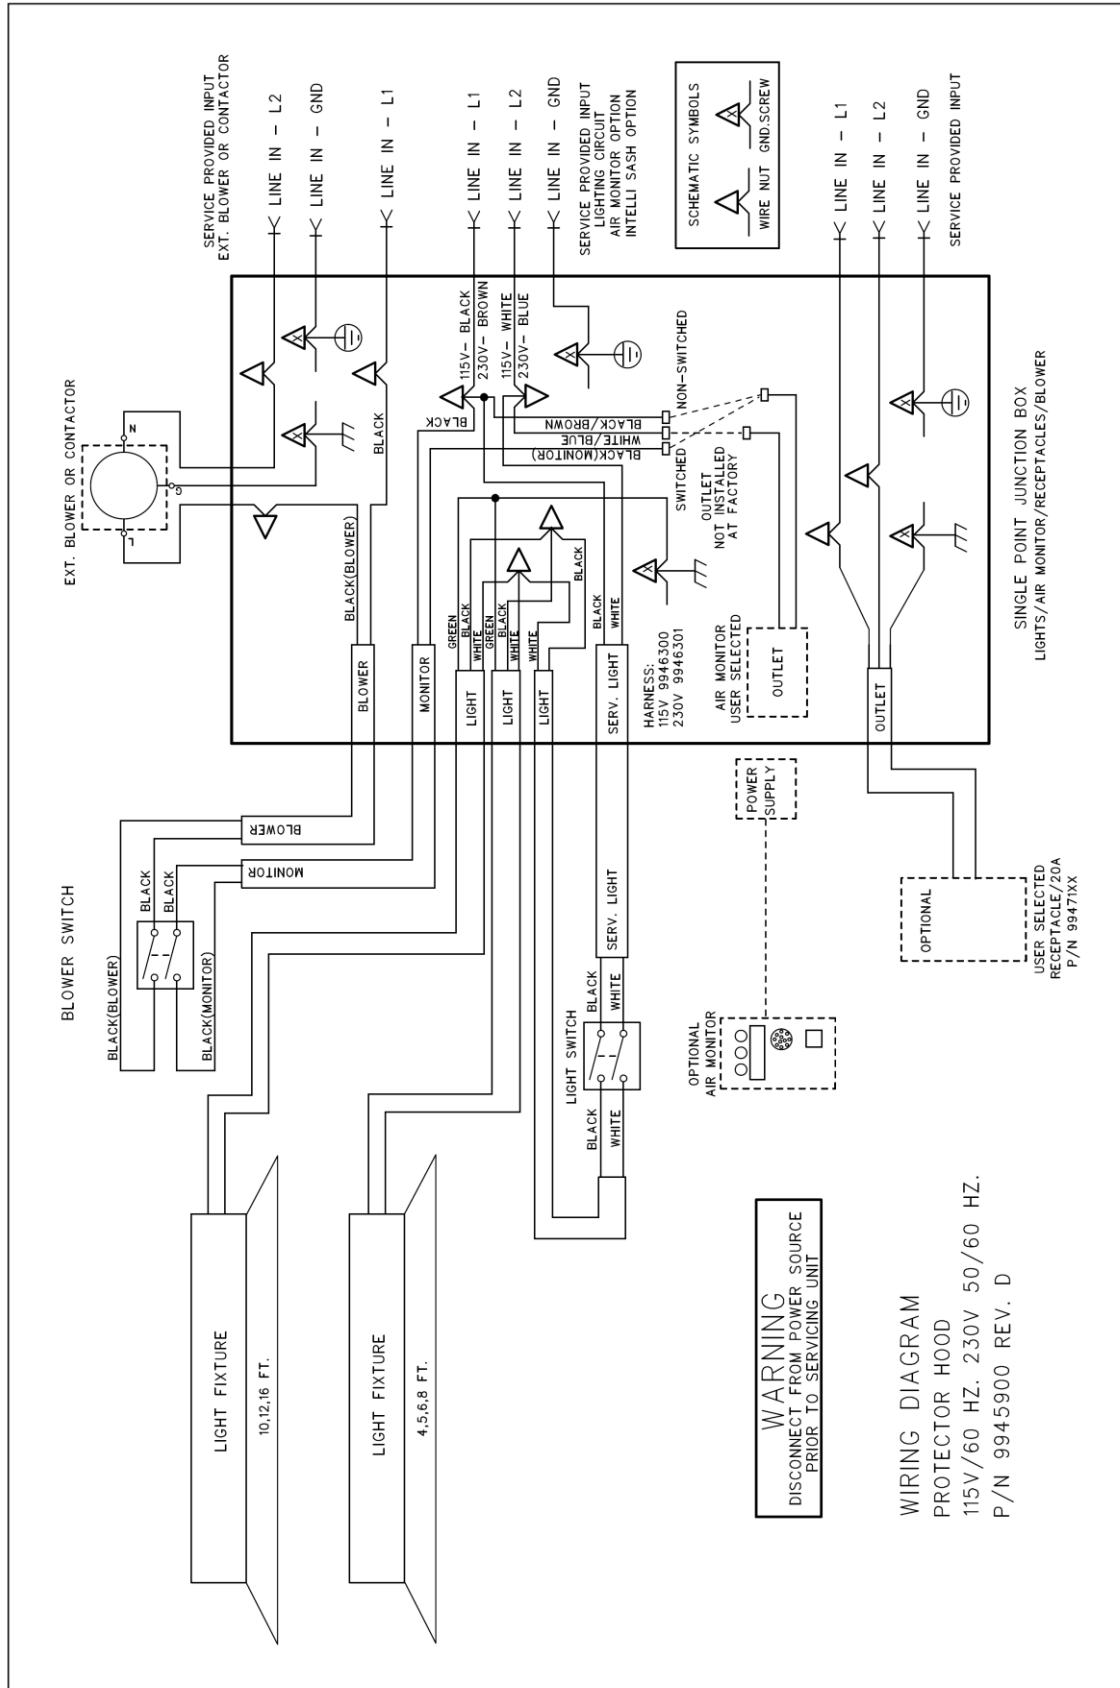 EXT. BLOWER OR CONTACTOR
N
G
L
SERVICE PROVIDED INPUT
EXT. BLOWER OR CONTACTOR
LINE IN - L2
LINE IN - GND
LINE IN - L1
LINE IN - L1
LINE IN - L2
LINE IN - GND
SERVICE PROVIDED INPUT
LIGHTING CIRCUIT
AIR MONITOR OPTION
INTELLI SASH OPTION
SCHEMATIC SYMBOLS
X
WIRE NUT
GND.SCREW
LINE IN - L1
LINE IN - L2
LINE IN - GND
SERVICE PROVIDED INPUT
X
X
BLACK
BLACK(BLOWER)
115V- BLACK
230V- BROWN
115V- WHITE
230V- BLUE
BLACK
X
BLACK/BROWN
WHITE/BLUE
BLACK(MONITOR)
NON-SWITCHED
SWITCHED
OUTLET
NOT INSTALLED
AT FACTORY
GREEN
BLACK
WHITE
GREEN
BLACK
WHITE
WHITE
BLACK
BLACK
WHITE
X
HARNESS:
115V 9946300
230V 9946301
AIR MONITOR
USER SELECTED
OUTLET
X
X
BLOWER
MONITOR
LIGHT
LIGHT
LIGHT
SERV. LIGHT
OUTLET
SINGLE POINT JUNCTION BOX
LIGHTS/AIR MONITOR/RECEPTACLES/BLOWER
BLOWER SWITCH
BLACK(BLOWER)
BLACK
BLACK
BLACK(MONITOR)
BLOWER
MONITOR
SERV. LIGHT
BLACK
WHITE
LIGHT SWITCH
BLACK
WHITE
POWER
SUPPLY
OPTIONAL
AIR MONITOR
OPTIONAL
USER SELECTED
RECEPTACLE/20A
P/N 99471XX
LIGHT FIXTURE
10,12,16 FT.
LIGHT FIXTURE
4,5,6,8 FT.
WARNING
DISCONNECT FROM POWER SOURCE
PRIOR TO SERVICING UNIT
WIRING DIAGRAM
PROTECTOR HOOD
115V/60 HZ. 230V 50/60 HZ.
P/N 9945900 REV. D